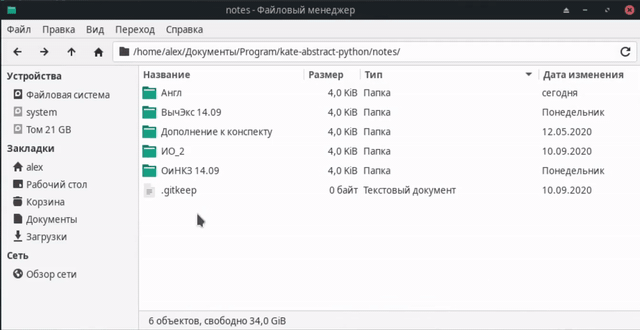 notes - Файловый менеджер
Файл Правка Вид Переход Справка
/home/alex/Документы/Program/kate-abstract-python/notes/
Устройства
Файловая система
system
Том 21 GB
Закладки
alex
Рабочий стол
Корзина
Документы
Загрузки
Сеть
Обзор сети
Название Размер Тип Дата изменения
Англ 4,0 KiB Папка сегодня
ВычЭкс 14.09 4,0 KiB Папка Понедельник
Дополнение к конспекту 4,0 KiB Папка 12.05.2020
ИО_2 4,0 KiB Папка 10.09.2020
ОиНКЗ 14.09 4,0 KiB Папка Понедельник
.gitkeep 0 байт Текстовый документ 10.09.2020
6 объектов, свободно 34,0 GiB